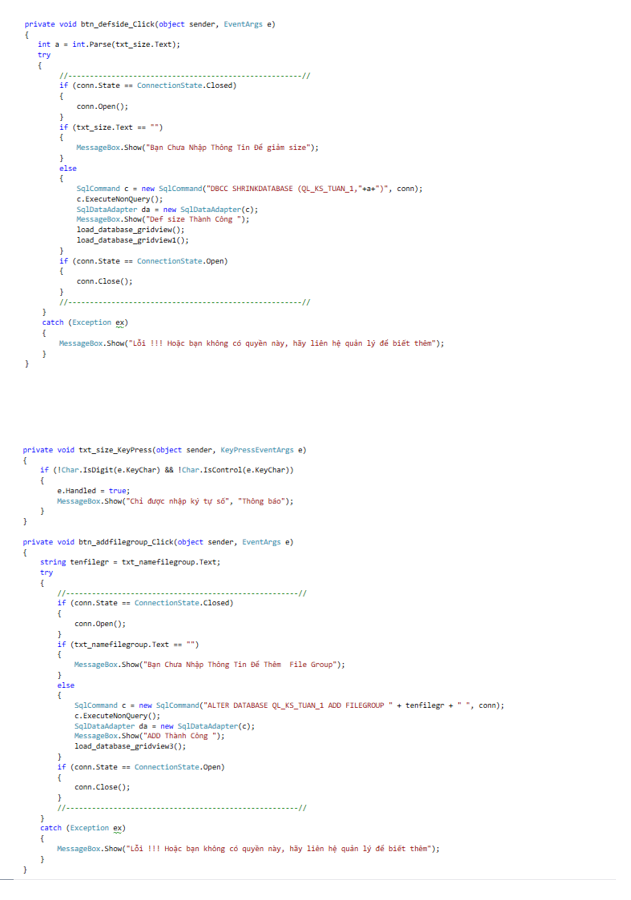 private void btn_defside_Click(object sender, EventArgs e)
{
int a = int.Parse(txt_size.Text);
try
{
//------------------------------------------------------//
if (conn.State == ConnectionState.Closed)
{
conn.Open();
}
if (txt_size.Text == "")
{
MessageBox.Show("Bạn Chưa Nhập Thông Tin Để giảm size");
}
else
{
SqlCommand c = new SqlCommand("DBCC SHRINKDATABASE (QL_KS_TUAN_1,"+a+")", conn);
c.ExecuteNonQuery();
SqlDataAdapter da = new SqlDataAdapter(c);
MessageBox.Show("Def size Thành Công ");
load_database_gridview();
load_database_gridview1();
}
if (conn.State == ConnectionState.Open)
{
conn.Close();
}
//------------------------------------------------------//
}
catch (Exception ex)
{
MessageBox.Show("Lỗi !!! Hoặc bạn không có quyền này, hãy liên hệ quản lý để biết thêm");
}
}
private void txt_size_KeyPress(object sender, KeyPressEventArgs e)
{
if (!Char.IsDigit(e.KeyChar) && !Char.IsControl(e.KeyChar))
{
e.Handled = true;
MessageBox.Show("Chỉ được nhập ký tự số", "Thông báo");
}
}
private void btn_addfilegroup_Click(object sender, EventArgs e)
{
string tenfilegr = txt_namefilegroup.Text;
try
{
//------------------------------------------------------//
if (conn.State == ConnectionState.Closed)
{
conn.Open();
}
if (txt_namefilegroup.Text == "")
{
MessageBox.Show("Bạn Chưa Nhập Thông Tin Để Thêm  File Group");
}
else
{
SqlCommand c = new SqlCommand("ALTER DATABASE QL_KS_TUAN_1 ADD FILEGROUP " + tenfilegr + " ", conn);
c.ExecuteNonQuery();
SqlDataAdapter da = new SqlDataAdapter(c);
MessageBox.Show("ADD Thành Công ");
load_database_gridview3();
}
if (conn.State == ConnectionState.Open)
{
conn.Close();
}
//------------------------------------------------------//
}
catch (Exception ex)
{
MessageBox.Show("Lỗi !!! Hoặc bạn không có quyền này, hãy liên hệ quản lý để biết thêm");
}
}